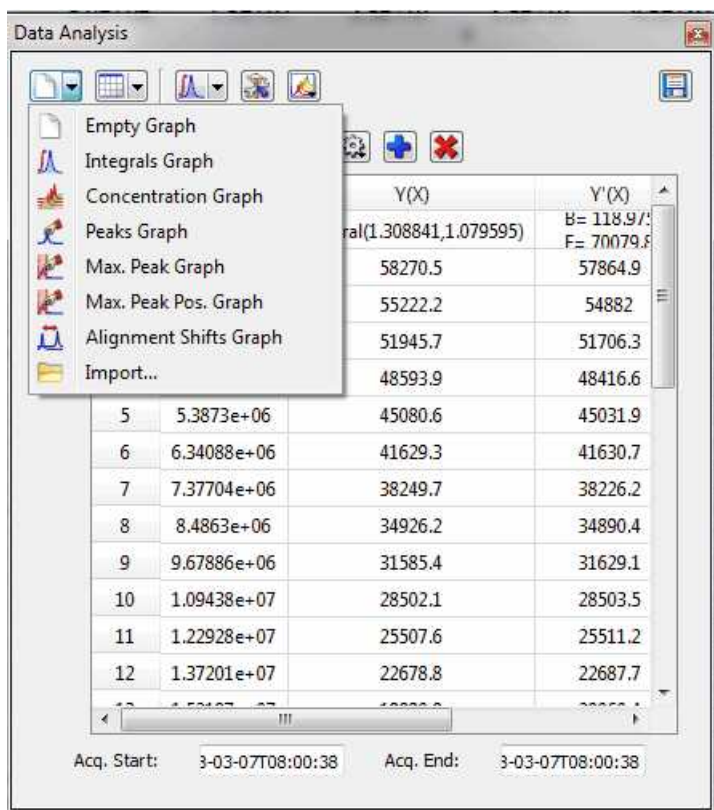 Data Analysis
Empty Graph
Integrals Graph
Concentration Graph
Peaks Graph
Max. Peak Graph
Max. Peak Pos. Graph
Alignment Shifts Graph
Import...
Y(X) Y'(X)
ral(1.308841,1.079595) B= 118.97
F= 70079.8
58270.5 57864.9
55222.2 54882
51945.7 51706.3
48593.9 48416.6
5 5.3873e+06 45080.6 45031.9
6 6.34088e+06 41629.3 41630.7
7 7.37704e+06 38249.7 38226.2
8 8.4863e+06 34926.2 34890.4
9 9.67886e+06 31585.4 31629.1
10 1.09438e+07 28502.1 28503.5
11 1.22928e+07 25507.6 25511.2
12 1.37201e+07 22678.8 22687.7
Acq. Start: 3-03-07T08:00:38 Acq. End: 3-03-07T08:00:38